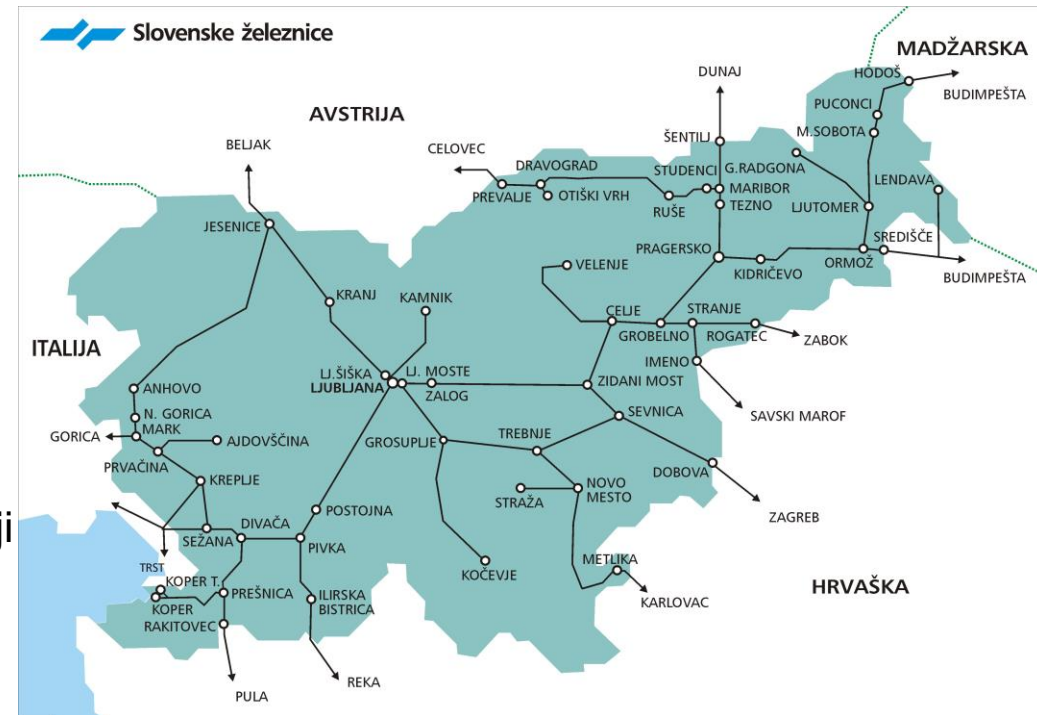 Slovenske železnice
MADŽARSKA
HODOŠ
DUNAJ
BUDIMPEŠTA
PUCONCI
AVSTRIJA
M.SOBOTA
ŠENTILJ
BELJAK
CELOVEC
DRAVOGRAD
STUDENCI
G.RADGONA
LENDAVA
PREVALJE
OTIŠKI VRH
MARIBOR
RUŠE
TEZNO
LJUTOMER
JESENICE
SREDIŠČE
PRAGERSKO
ORMOŽ
VELENJE
KIDRIČEVO
BUDIMPEŠTA
KRANJ
KAMNIK
CELJE
STRANJE
GROBELNO
ROGATEC
ZABOK
ITALIJA
IMENO
LJ.ŠIŠKA
LJ. MOSTE
LJUBLJANA
ZALOG
ZIDANI MOST
ANHOVO
SAVSKI MAROF
N. GORICA
SEVNICA
MARK
GORICA
AJDOVŠČINA
GROSUPLJE
TREBNJE
PRVAČINA
DOBOVA
KREPLJE
NOVO
MESTO
STRAŽA
POSTOJNA
ZAGREB
ji
DIVAČA
SEŽANA
PIVKA
TRST
KOČEVJE
METLIKA
KOPER T.
HRVAŠKA
PREŠNICA
ILIRSKA
BISTRICA
KARLOVAC
KOPER
RAKITOVEC
REKA
PULA